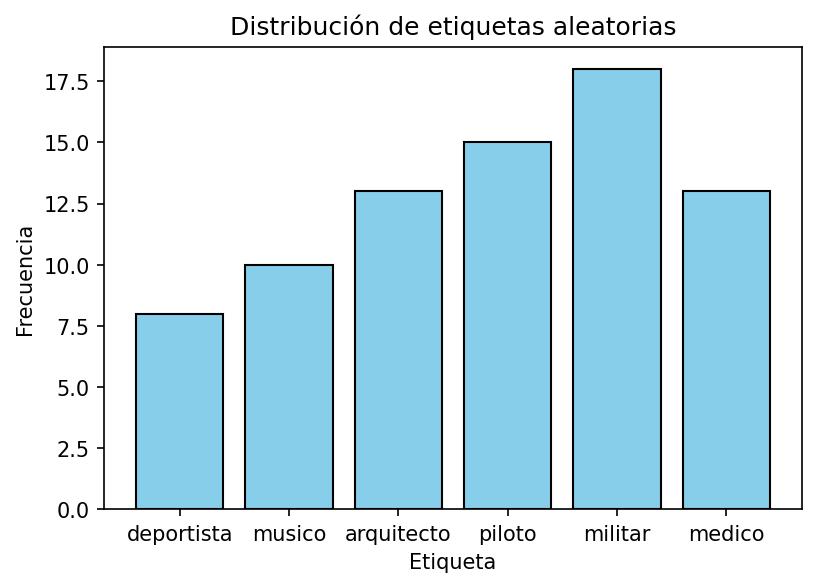 Distribución de etiquetas aleatorias
Frecuencia
17.5
15.0
12.5
10.0
7.5
5.0
2.5
0.0
deportista musico arquitecto piloto militar medico
Etiqueta